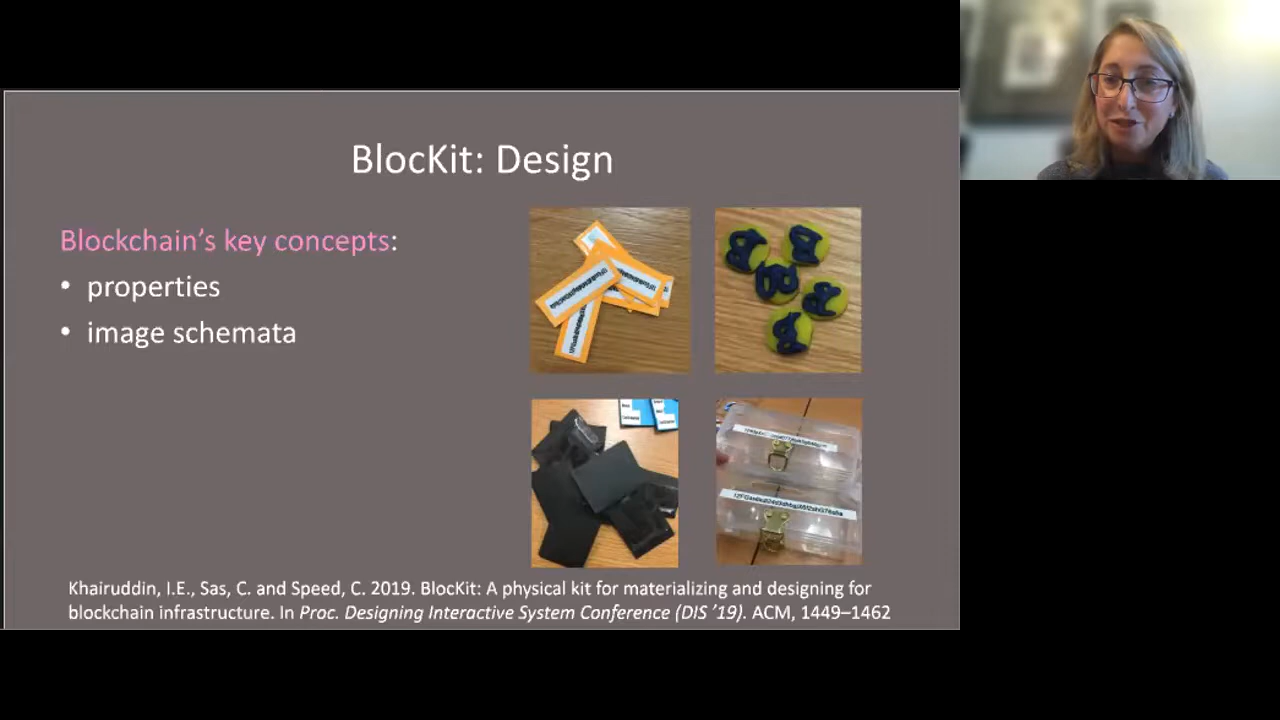 BlocKit: Design
Blockchain's key concepts:
• properties
• image schemata
Khairuddin, I.E., Sas, C. and Speed, C. 2019. BlocKit: A physical kit for materializing and designing for
blockchain infrastructure. In Proc. Designing Interactive System Conference (DIS '19). ACM, 1449–1462